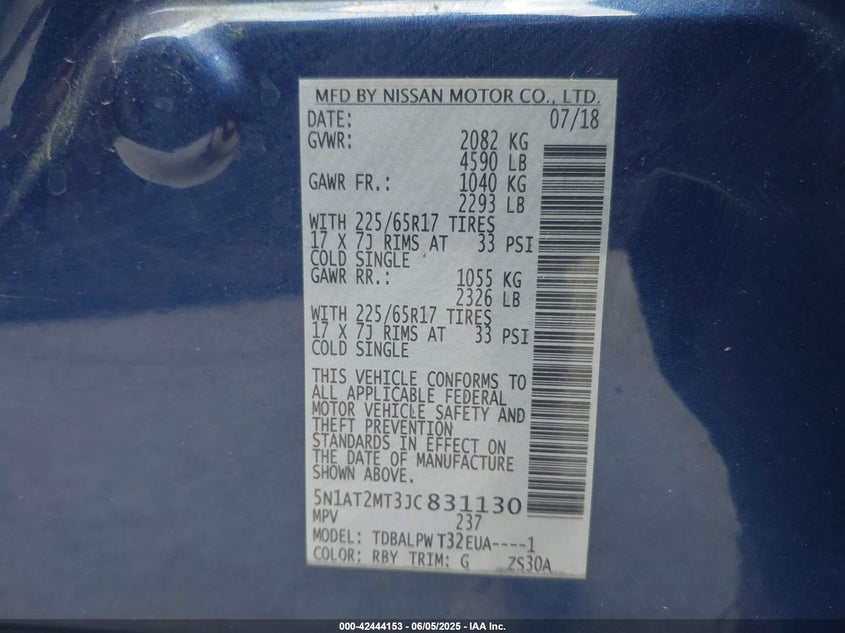 MFD BY NISSAN MOTOR CO., LTD.
DATE: 07/18
GVWR: 2082 KG
4590 LB
GAWR FR.: 1040 KG
2293 LB
WITH 225/65R17 TIRES
17 X 7J RIMS AT 33 PSI
COLD SINGLE
GAWR RR.: 1055 KG
2326 LB
WITH 225/65R17 TIRES
17 X 7J RIMS AT 33 PSI
COLD SINGLE
THIS VEHICLE CONFORMS TO
ALL APPLICABLE FEDERAL
MOTOR VEHICLE SAFETY AND
THEFT PREVENTION
STANDARDS IN EFFECT ON
THE DATE OF MANUFACTURE
SHOWN ABOVE.
5N1AT2MT3JC831130
MPV 237
MODEL: TDBALPW T32EUA----1
COLOR: RBY TRIM: G ZS30A
000-42444153 - 06/05/2025 - IAA Inc.